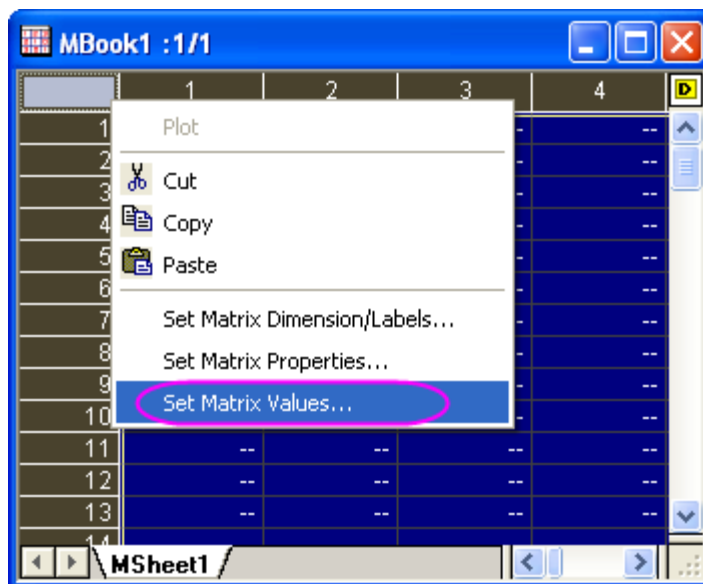 MBook1 :1/1
1 2 3 4
D
1 Plot -- --
2 -- --
3 Cut -- --
4 Copy -- --
5 Paste -- --
6 -- --
7 Set Matrix Dimension/Labels... -- --
8 Set Matrix Properties... -- --
9 Set Matrix Values... -- --
10 -- --
11 -- -- -- --
12 -- -- -- --
13 -- -- -- --
14
MSheet1